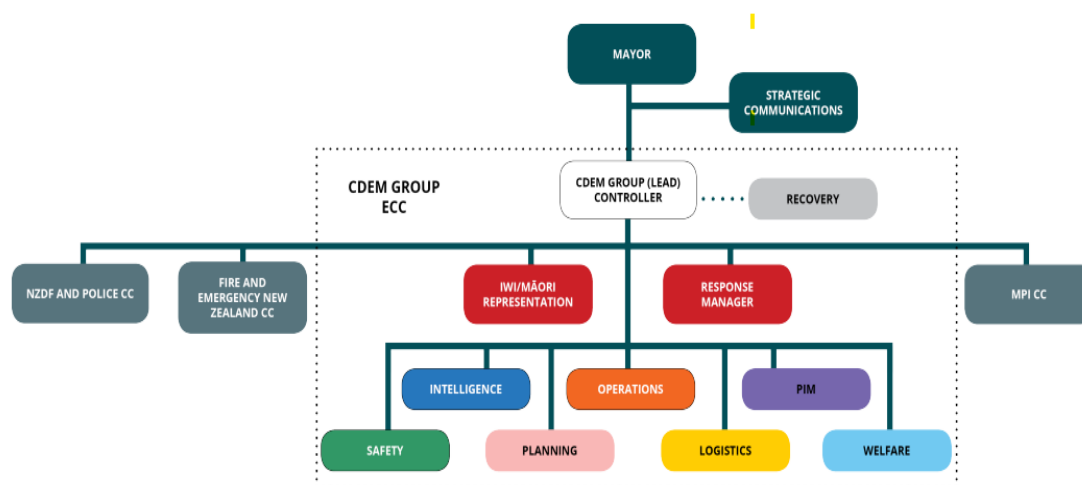 MAYOR
STRATEGIC
COMMUNICATIONS
CDEM GROUP
ECC
CDEM GROUP (LEAD)
CONTROLLER
RECOVERY
NZDF AND POLICE CC
FIRE AND
EMERGENCY NEW
ZEALAND CC
IWI/MĀORI
REPRESENTATION
RESPONSE
MANAGER
MPI CC
INTELLIGENCE
OPERATIONS
PIM
SAFETY
PLANNING
LOGISTICS
WELFARE